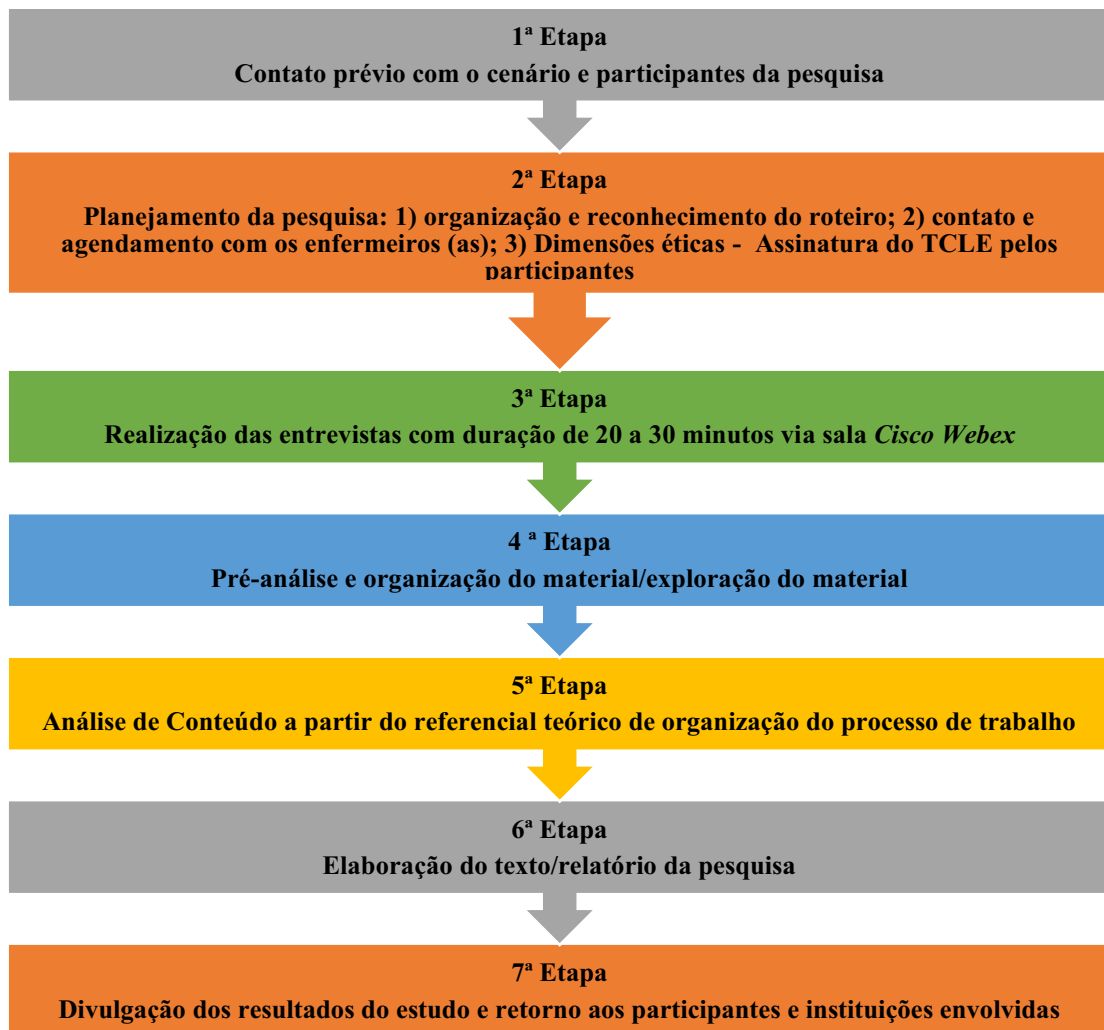 1ª Etapa
Contato prévio com o cenário e participantes da pesquisa
2ª Etapa
Planejamento da pesquisa: 1) organização e reconhecimento do roteiro; 2) contato e
agendamento com os enfermeiros (as); 3) Dimensões éticas - Assinatura do TCLE pelos
participantes
3ª Etapa
Realização das entrevistas com duração de 20 a 30 minutos via sala Cisco Webex
4 ª Etapa
Pré-análise e organização do material/exploração do material
5ª Etapa
Análise de Conteúdo a partir do referencial teórico de organização do processo de trabalho
6ª Etapa
Elaboração do texto/relatório da pesquisa
7ª Etapa
Divulgação dos resultados do estudo e retorno aos participantes e instituições envolvidas